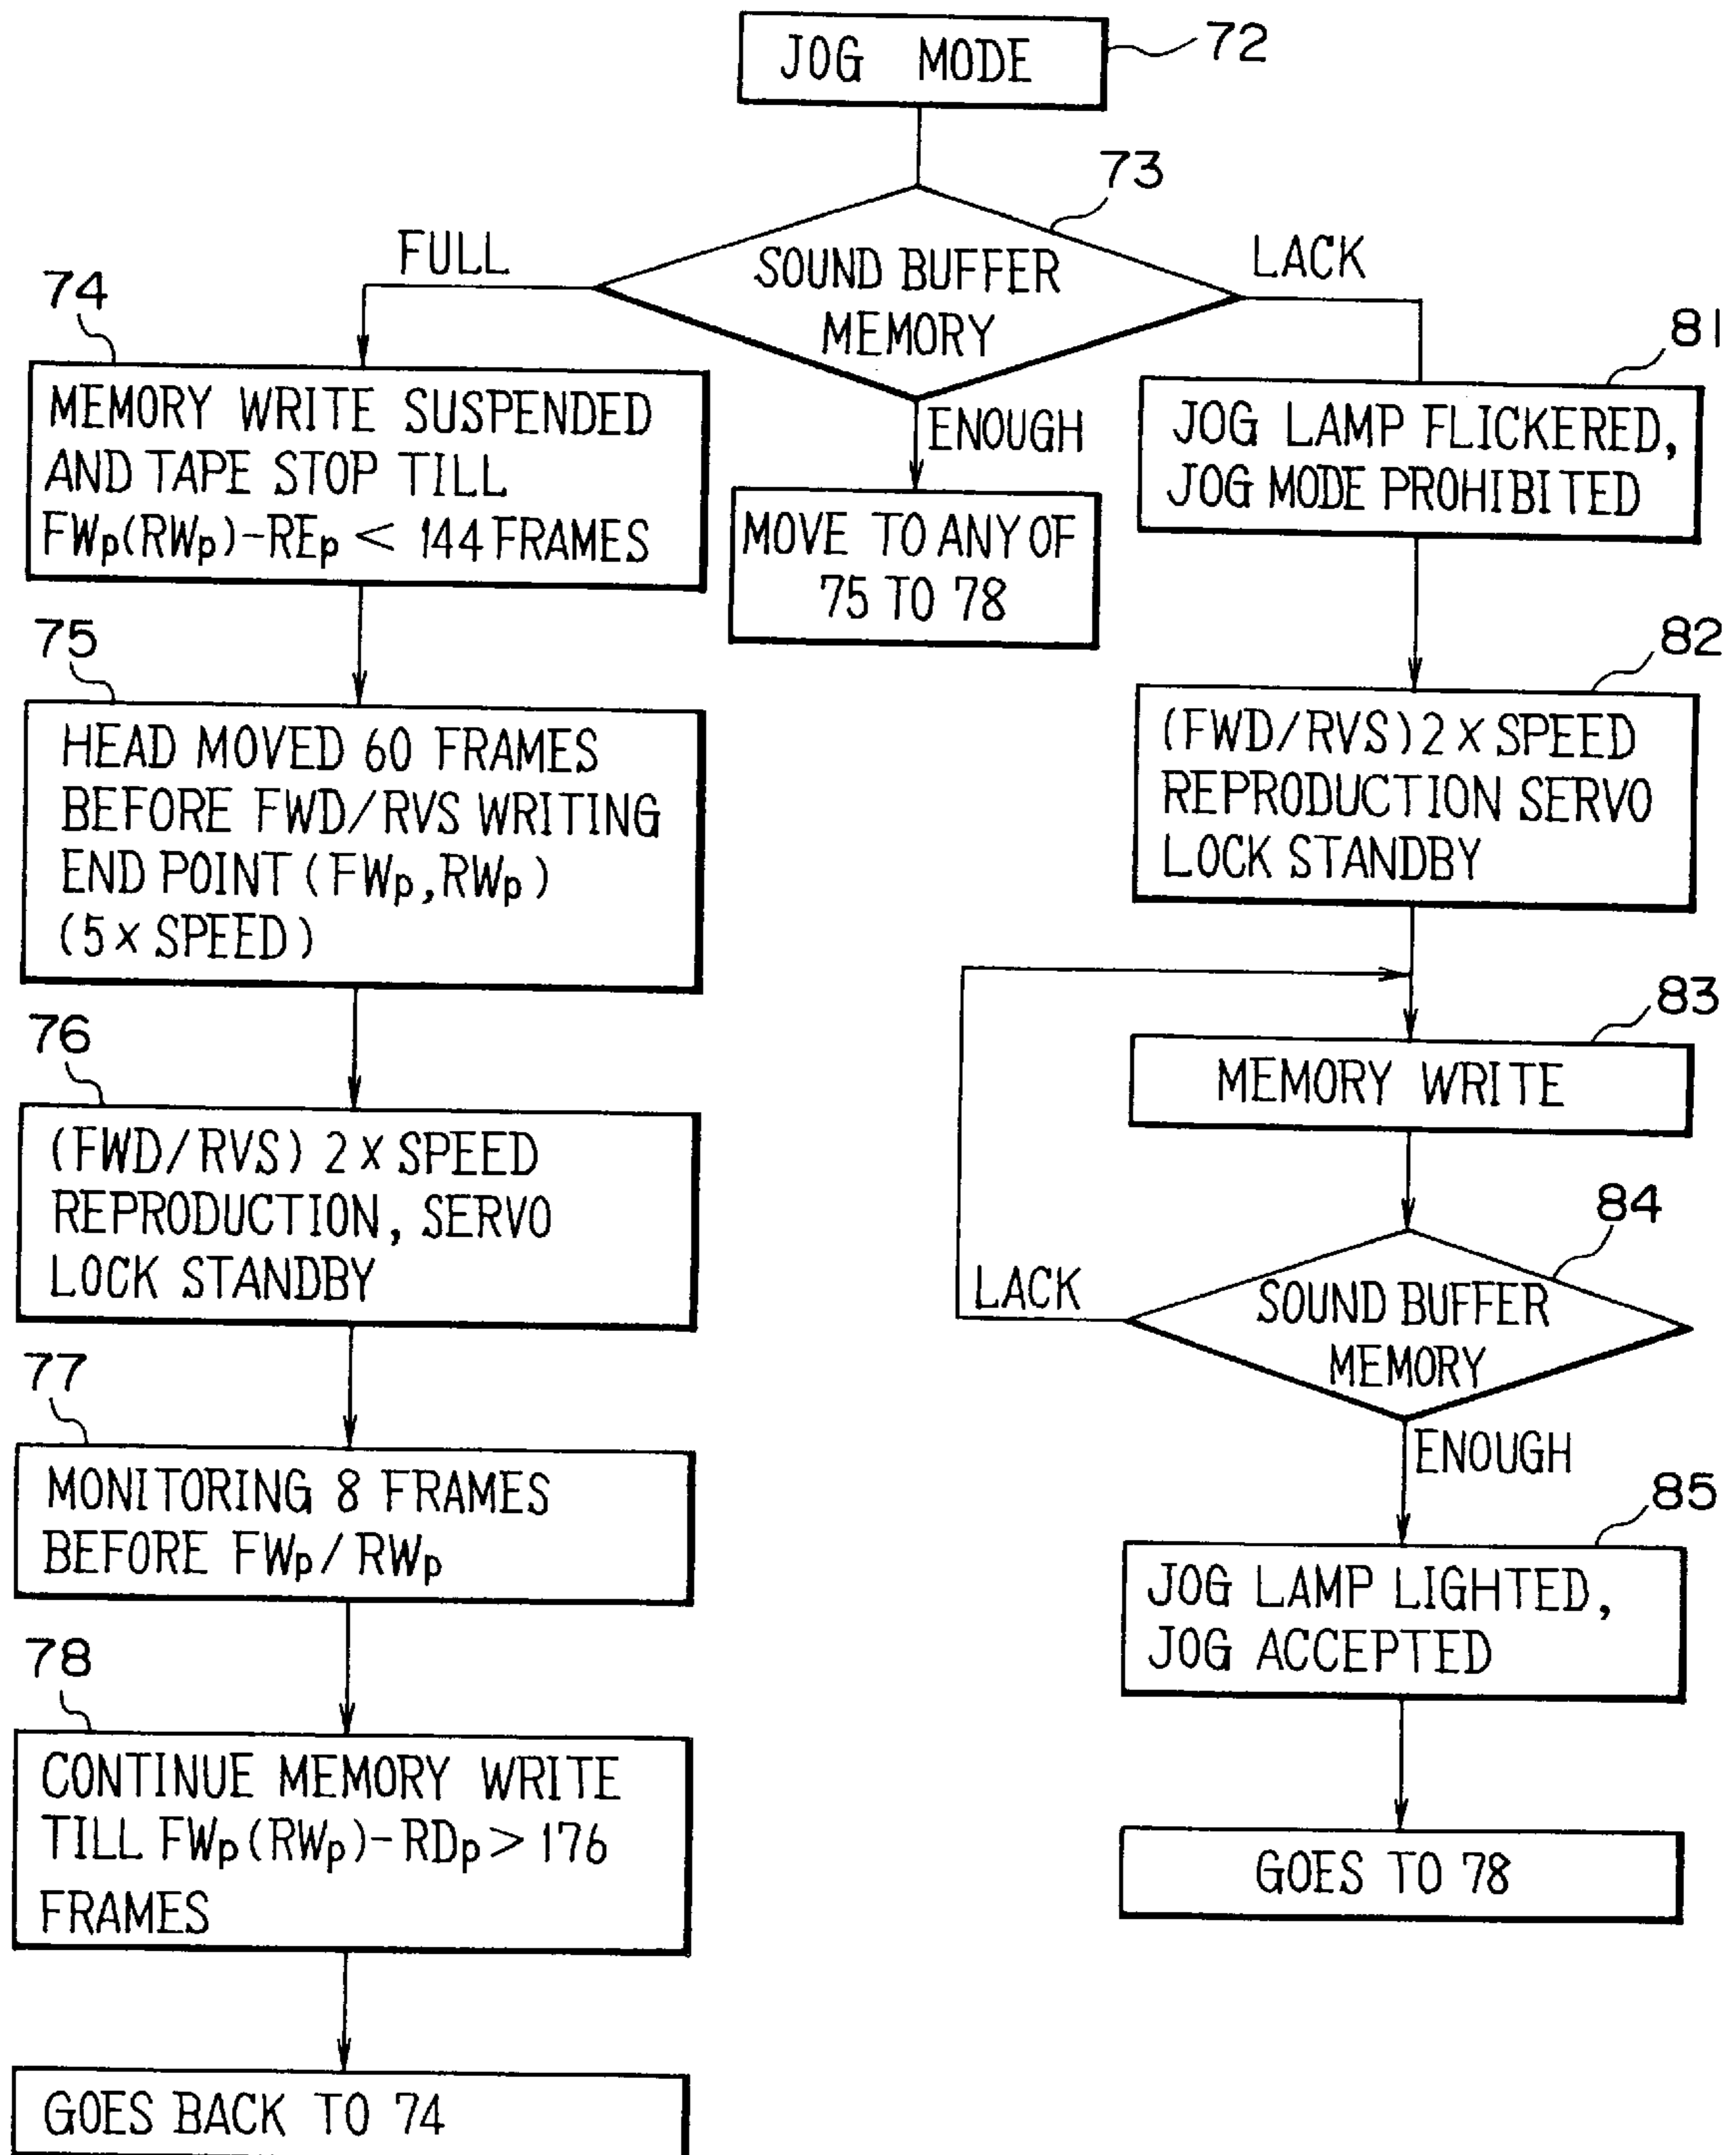 JOG MODE
72
73
SOUND BUFFER
MEMORY
FULL
LACK
ENOUGH
MOVE TO ANY OF
75 TO 78
74
MEMORY WRITE SUSPENDED
AND TAPE STOP TILL
FWp(RWp)-REp < 144 FRAMES
75
HEAD MOVED 60 FRAMES
BEFORE FWD/RVS WRITING
END POINT (FWp,RWp)
(5 x SPEED)
76
(FWD/RVS) 2 x SPEED
REPRODUCTION, SERVO
LOCK STANDBY
77
MONITORING 8 FRAMES
BEFORE FWp/RWp
78
CONTINUE MEMORY WRITE
TILL FWp(RWp)-RDp > 176
FRAMES
GOES BACK TO 74
81
JOG LAMP FLICKERED,
JOG MODE PROHIBITED
82
(FWD/RVS) 2 x SPEED
REPRODUCTION SERVO
LOCK STANDBY
83
MEMORY WRITE
84
SOUND BUFFER
MEMORY
LACK
ENOUGH
85
JOG LAMP LIGHTED,
JOG ACCEPTED
GOES TO 78